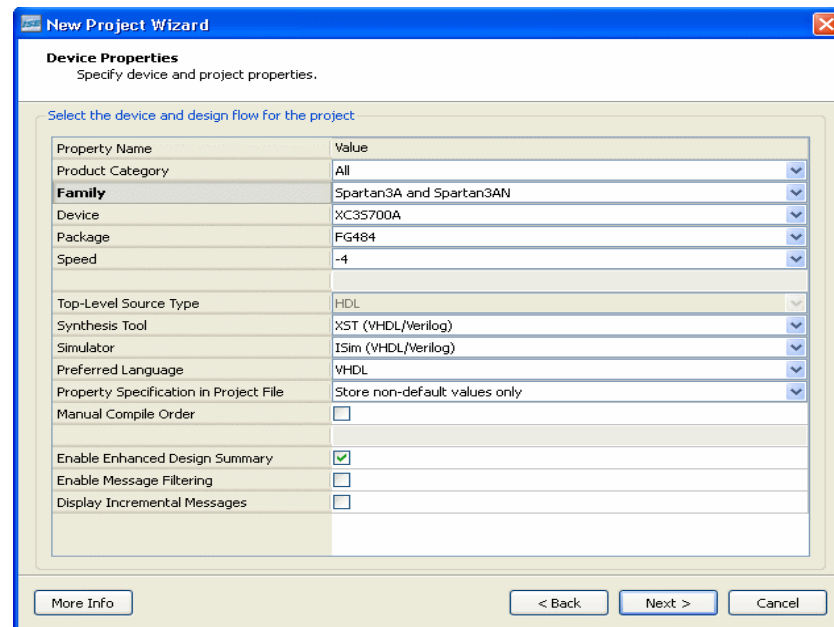 ISE New Project Wizard
Device Properties
Specify device and project properties.
Select the device and design flow for the project
Property Name Value
Product Category All
Family Spartan3A and Spartan3AN
Device XC3S700A
Package FG484
Speed -4
Top-Level Source Type HDL
Synthesis Tool XST (VHDL/Verilog)
Simulator ISim (VHDL/Verilog)
Preferred Language VHDL
Property Specification in Project File Store non-default values only
Manual Compile Order
Enable Enhanced Design Summary
Enable Message Filtering
Display Incremental Messages
More Info < Back Next > Cancel